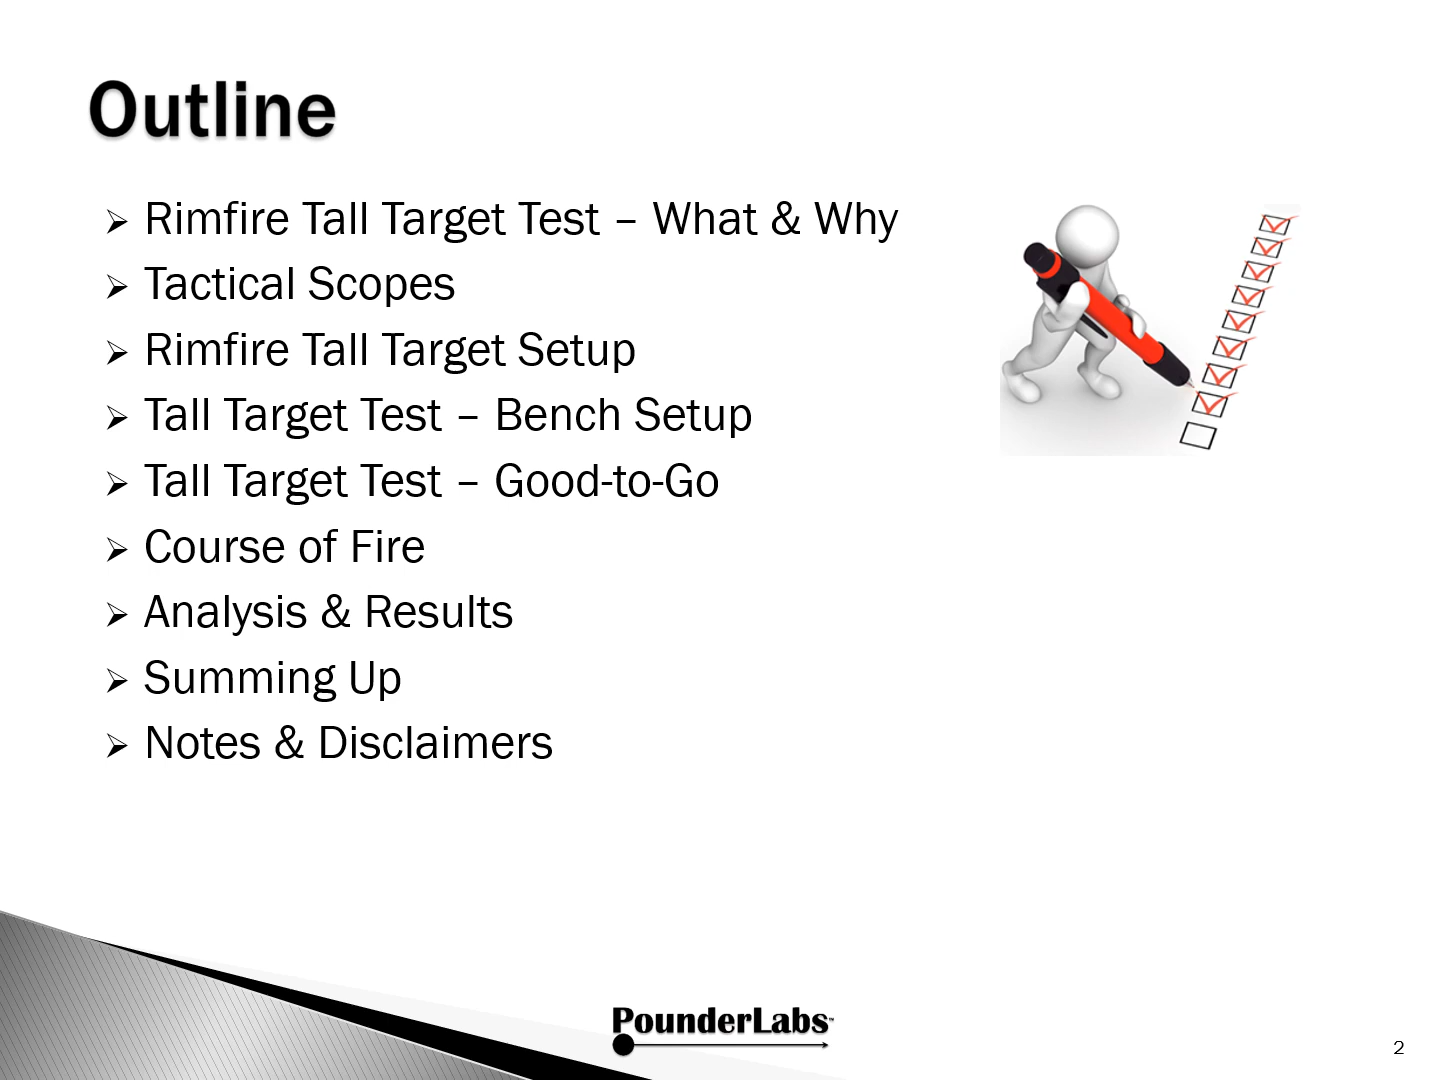 Outline
Rimfire Tall Target Test – What & Why
Tactical Scopes
Rimfire Tall Target Setup
Tall Target Test – Bench Setup
Tall Target Test – Good-to-Go
Course of Fire
Analysis & Results
Summing Up
Notes & Disclaimers
PounderLabs™
2